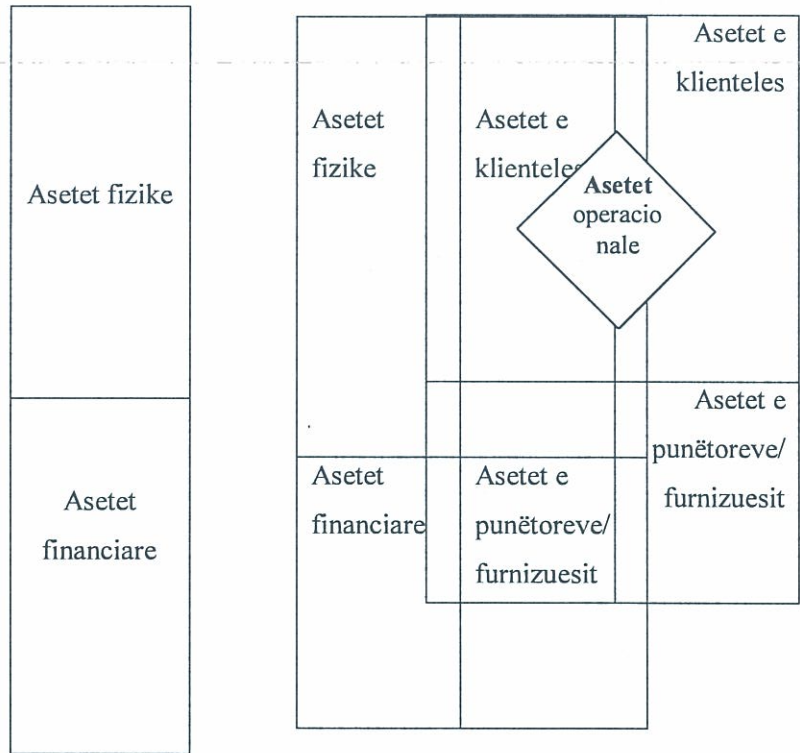 Asetet fizike
Asetet
financiare
Asetet
fizike
Asetet e
klienteles
Asetet
financiare
Asetet e
punëtoreve/
furnizuesit
Asetet
operacio
nale
Asetet e
klienteles
Asetet e
punëtoreve/
furnizuesit